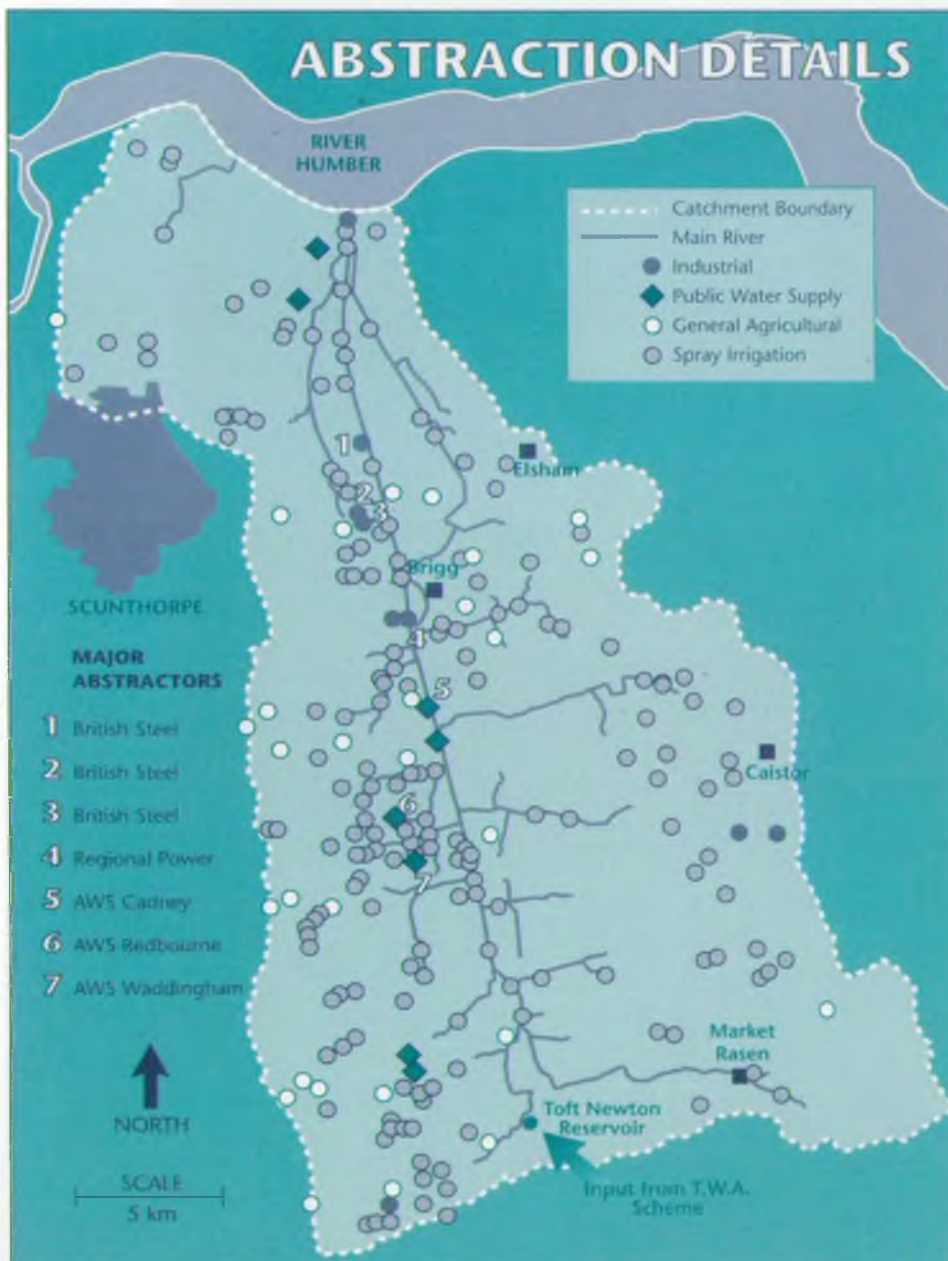 ABSTRACTION DETAILS
RIVER
HUMBER
Catchment Boundary
Main River
Industrial
Public Water Supply
General Agricultural
Spray Irrigation
1
Elsham
2
3
Brigg
SCUNTHORPE
4
MAJOR
ABSTRACTORS
1 British Steel
2 British Steel
3 British Steel
4 Regional Power
5 AWS Cadney
6 AWS Redbourne
7 AWS Waddingham
5
Caistor
6
7
Market
Rasen
NORTH
Toft Newton
Reservoir
Input from T.W.A.
Scheme
SCALE
5 km